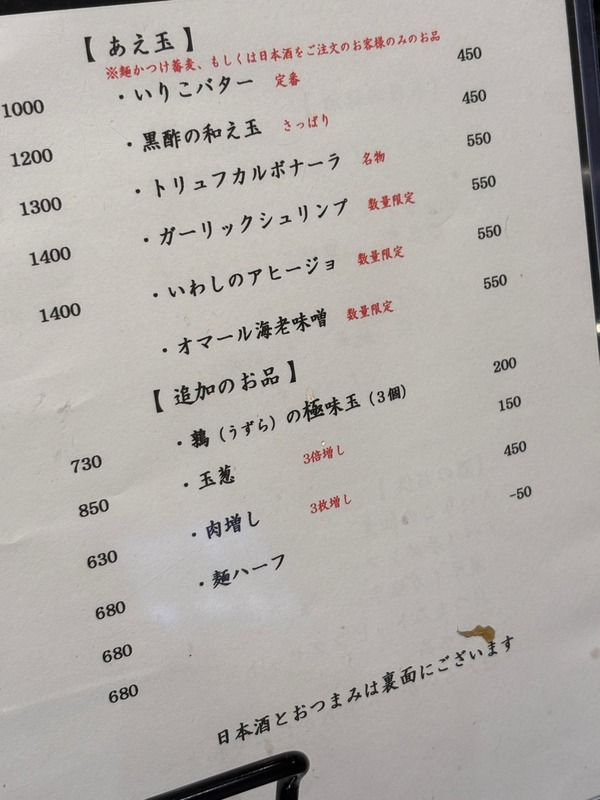 【 あえ玉 】
※麺かつけ蕎麦、もしくは日本酒をご注文のお客様のみのお品
・いりこバター 定番 450
・黒酢の和え玉 さっぱり 450
・トリュフカルボナーラ 名物 550
・ガーリックシュリンプ 数量限定 550
・いわしのアヒージョ 数量限定 550
・オマール海老味噌 数量限定 550
【 追加のお品 】
・鶉（うずら）の極味玉（3個） 200
・玉葱 3倍増し 150
・肉増し 3枚増し 450
・麺ハーフ -50
日本酒とおつまみは裏面にございます
1000
1200
1300
1400
1400
730
850
630
680
680
680